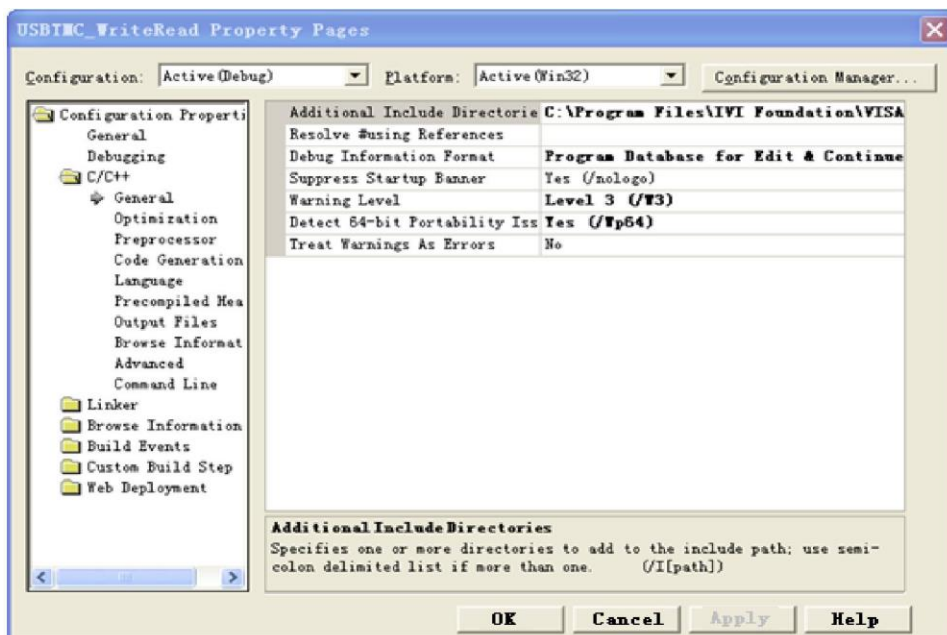 USBTMC_WriteRead Property Pages
Configuration: Active(Debug) Platform: Active(Win32) Configuration Manager...
Configuration Properti
General
Debugging
C/C++
General
Optimization
Preprocessor
Code Generation
Language
Precompiled Hea
Output Files
Browse Informat
Advanced
Command Line
Linker
Browse Information
Build Events
Custom Build Step
Web Deployment
Additional Include Directorie C:\Program Files\IVI Foundation\VISA
Resolve #using References
Debug Information Format Program Database for Edit & Continue
Suppress Startup Banner Yes (/nologo)
Warning Level Level 3 (/W3)
Detect 64-bit Portability Iss Yes (/Wp64)
Treat Warnings As Errors No
Additional Include Directories
Specifies one or more directories to add to the include path; use semi-
colon delimited list if more than one. (/I[path])
OK Cancel Apply Help